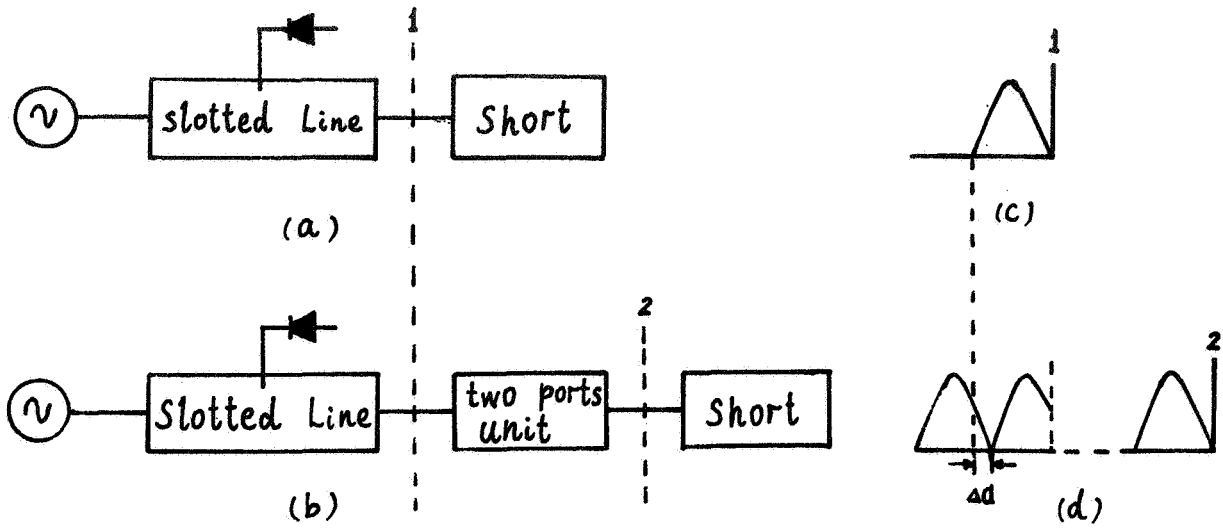 1
slotted Line
Short
(a)
1
(c)
2
Slotted Line
two ports
unit
Short
(b)
2
Δd
(d)